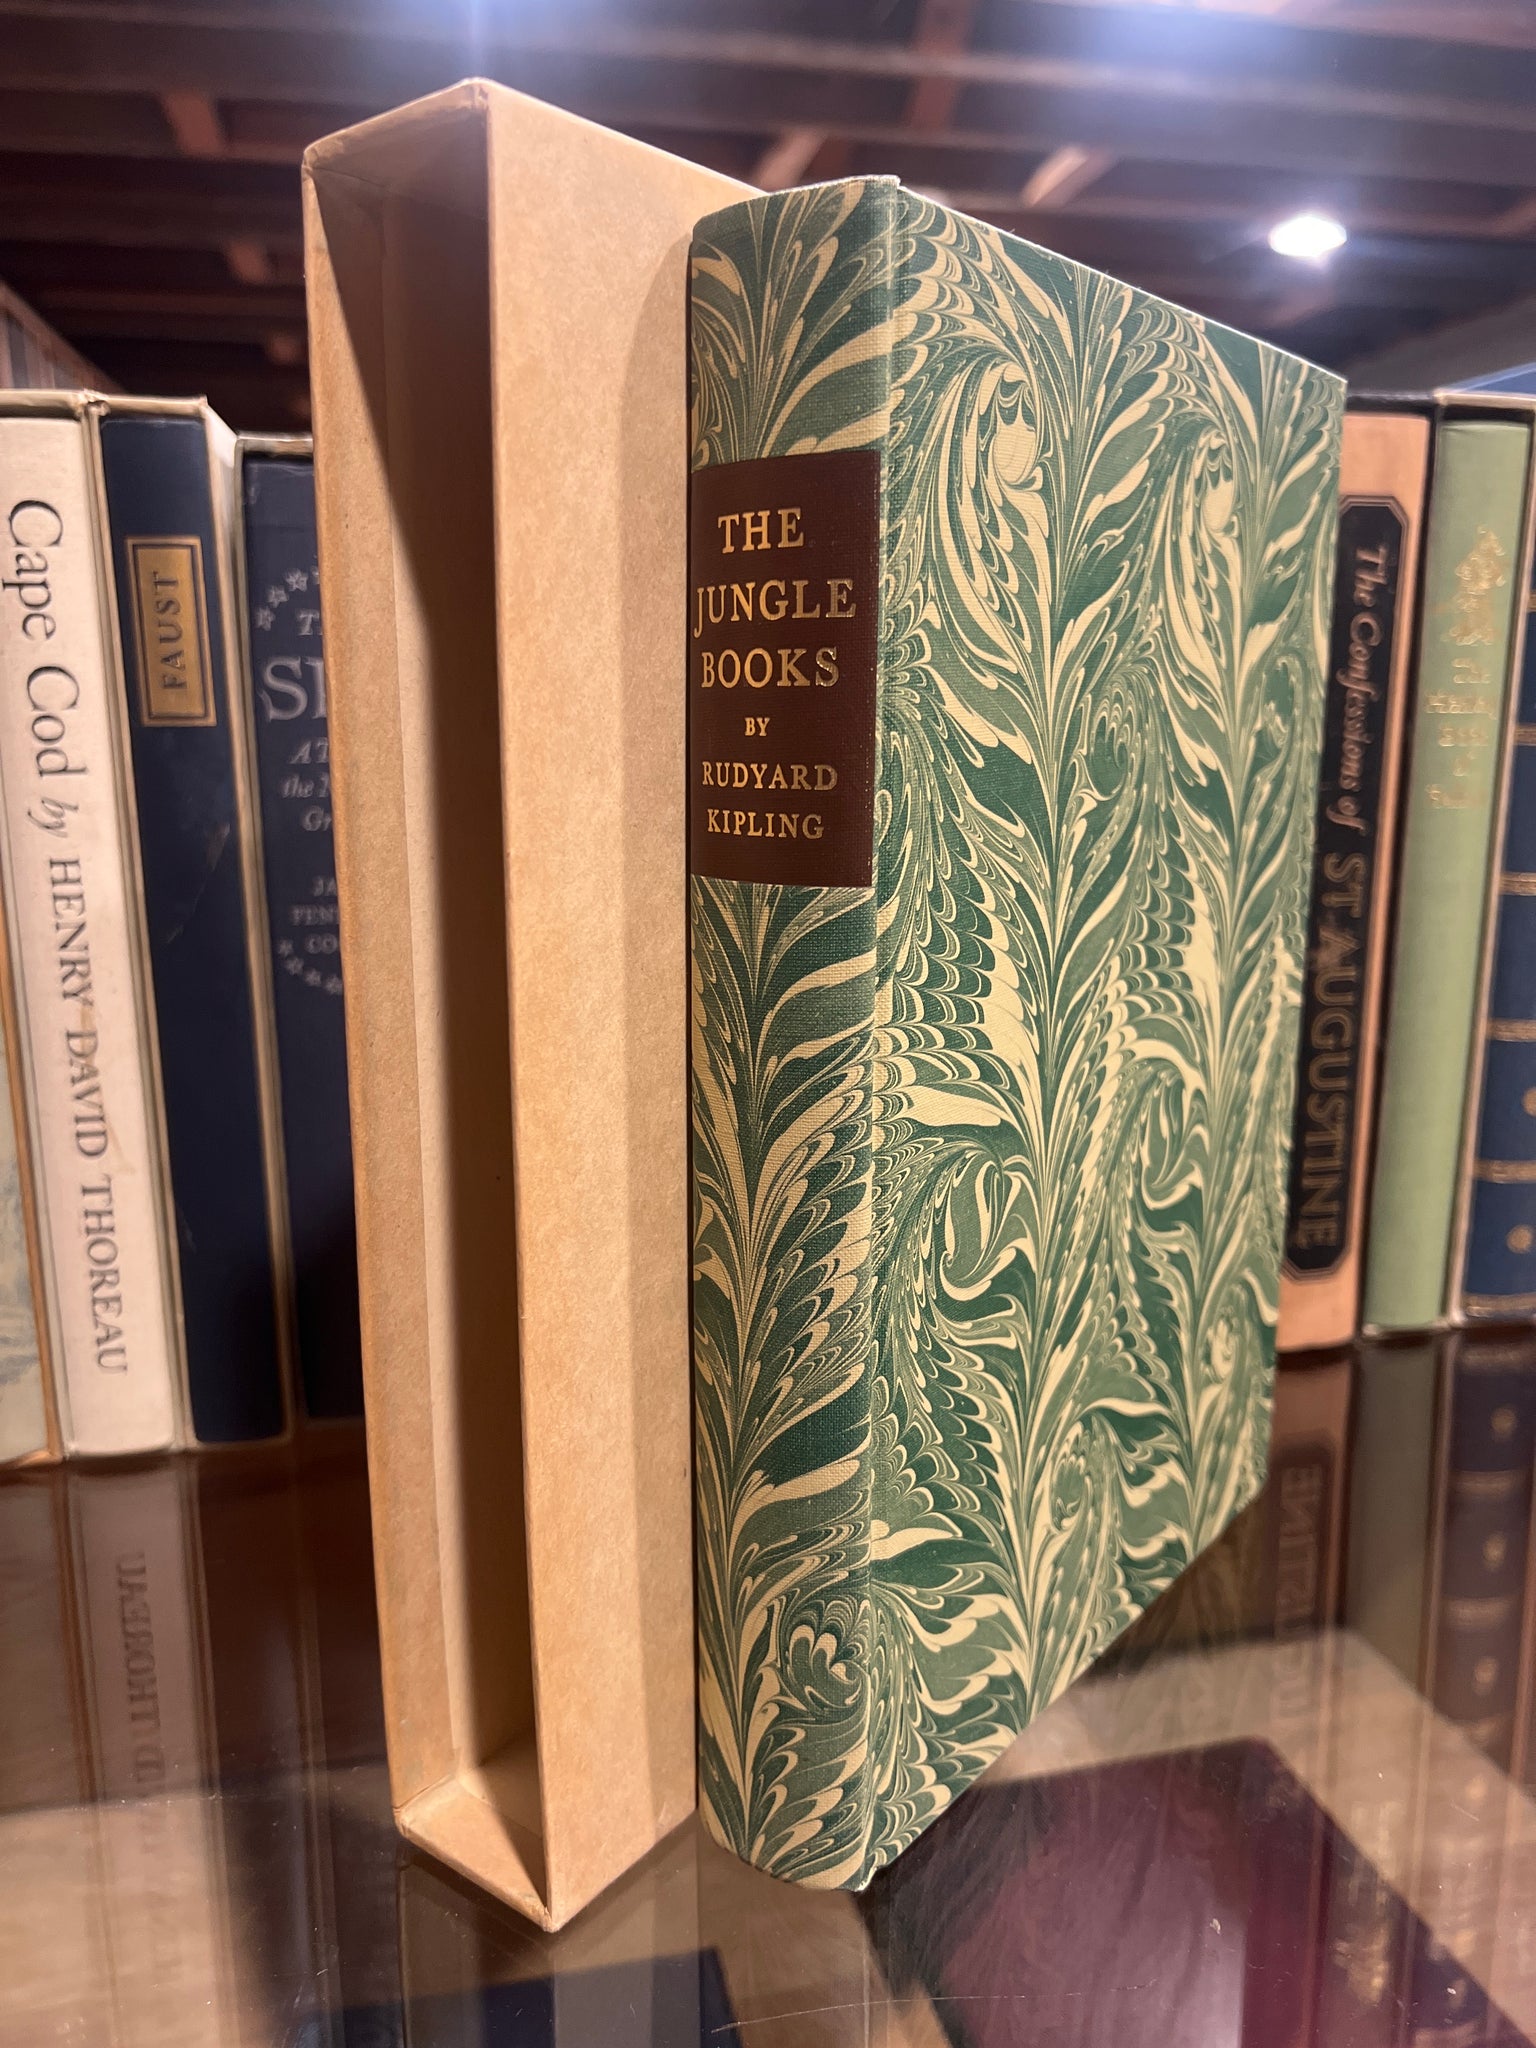 Cape Cod by HENRY DAVID THOREAU
FAUST
THE
JUNGLE
BOOKS
BY
RUDYARD
KIPLING
The Confessions of ST AUGUSTINE